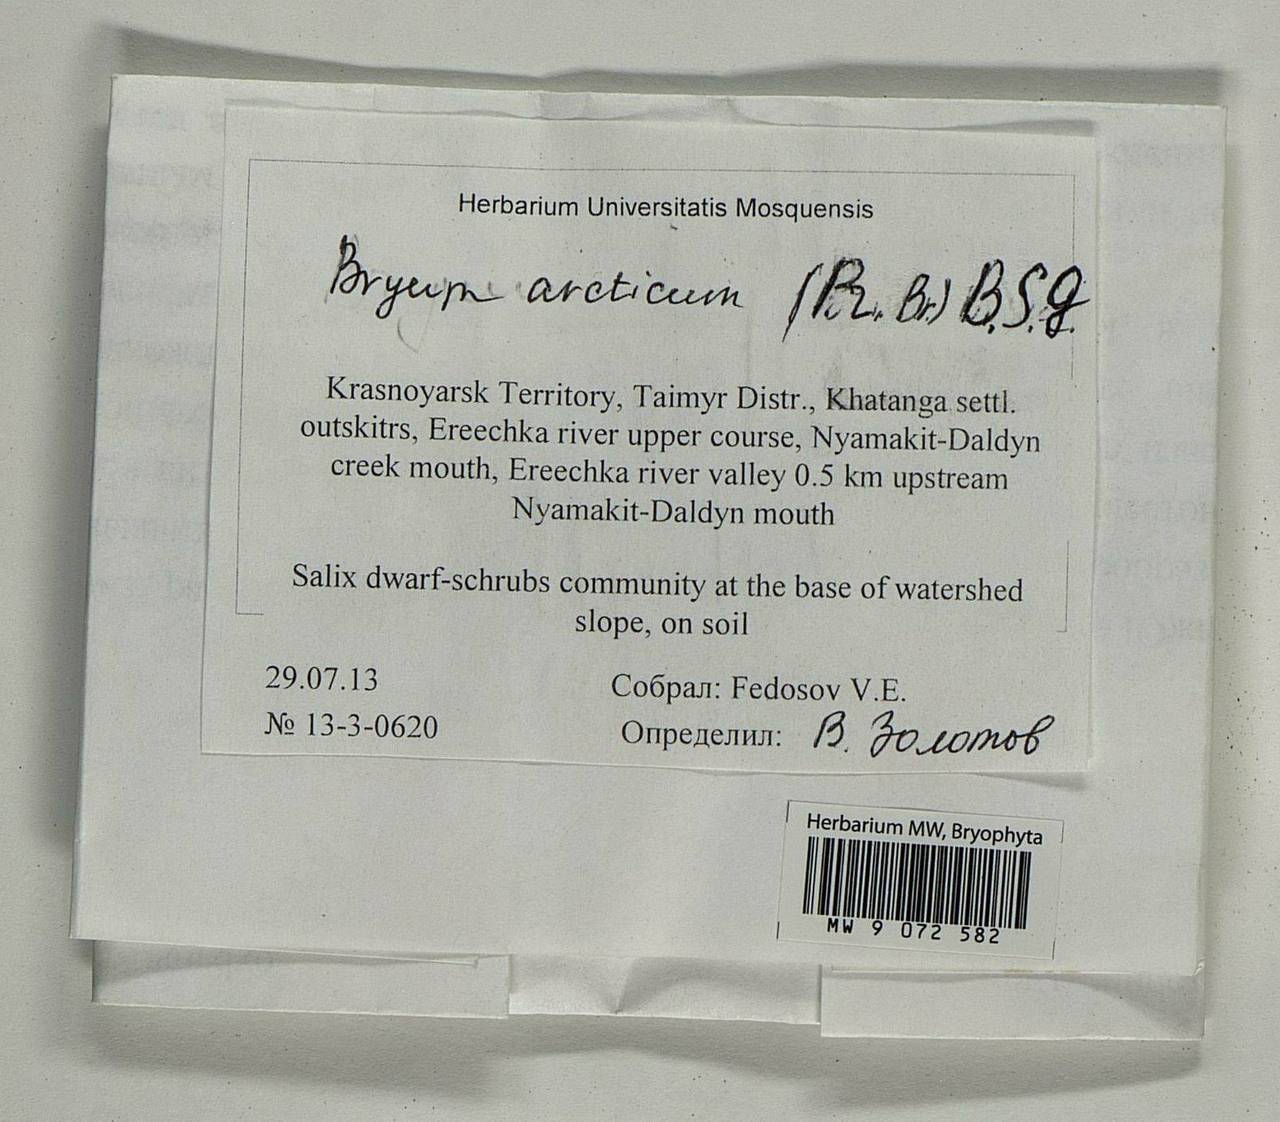 Herbarium Universitatis Mosquensis
Bryum arcticum (R. Br.) B.S.G.
Krasnoyarsk Territory, Taimyr Distr., Khatanga settl.
outskitrs, Ereechka river upper course, Nyamakit-Daldyn
creek mouth, Ereechka river valley 0.5 km upstream
Nyamakit-Daldyn mouth
Salix dwarf-schrubs community at the base of watershed
slope, on soil
29.07.13 Собрал: Fedosov V.E.
№ 13-3-0620 Определил: В. Золотов
Herbarium MW, Bryophyta
MW 9 072 582